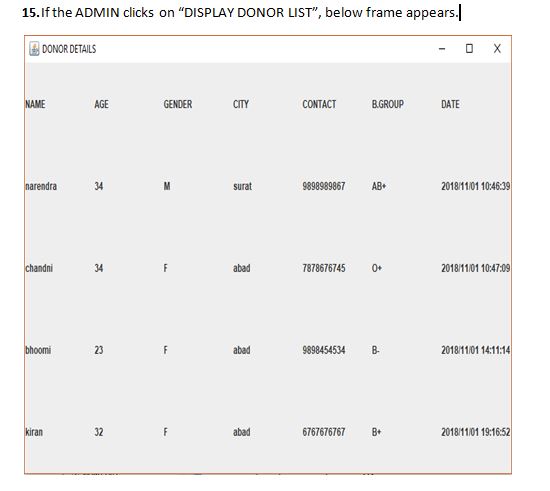 15.If the ADMIN clicks on “DISPLAY DONOR LIST”, below frame appears.
DONOR DETAILS
NAME AGE GENDER CITY CONTACT B.GROUP DATE
narendra 34 M surat 9898989867 AB+ 2018/11/01 10:46:39
chandni 34 F abad 7878676745 O+ 2018/11/01 10:47:09
bhoomi 23 F abad 9898454534 B- 2018/11/01 14:11:14
kiran 32 F abad 6767676767 B+ 2018/11/01 19:16:52